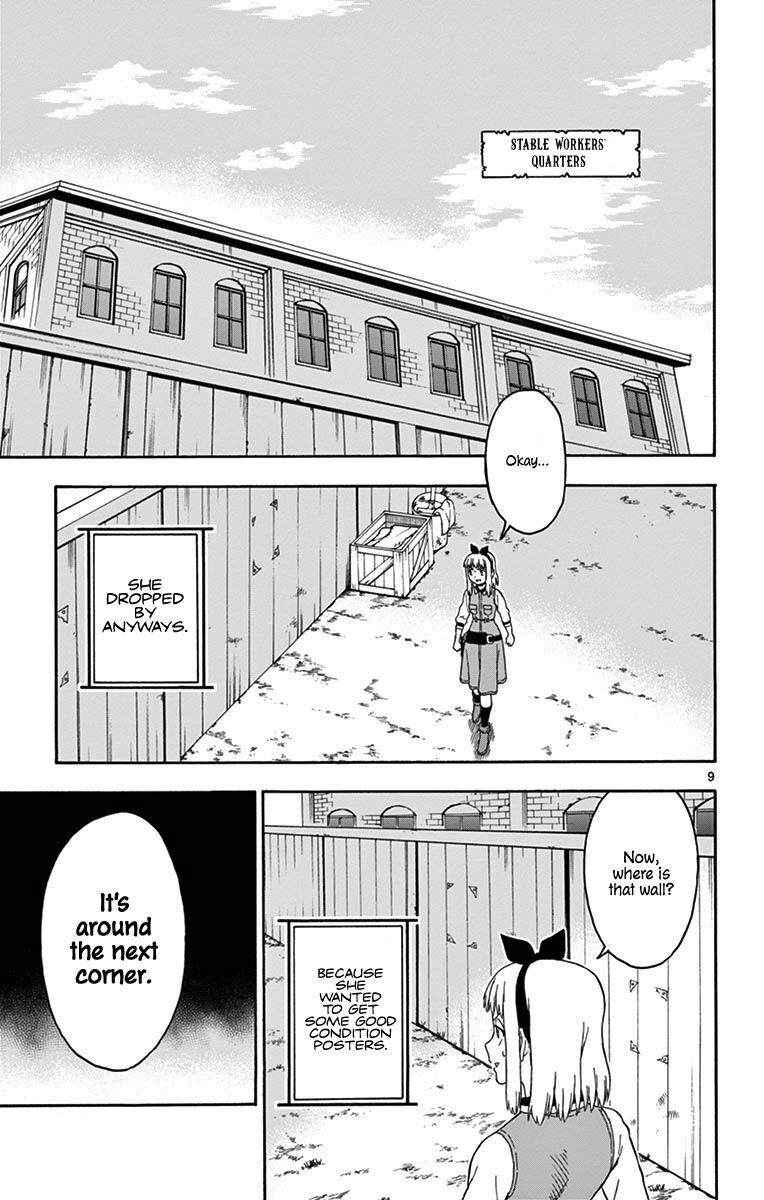 STABLE WORKERS'
QUARTERS
Okay...
SHE
DROPPED
BY
ANYWAYS.
9
Now,
where is
that wall?
BECAUSE
SHE
WANTED
TO GET
SOME GOOD
CONDITION
POSTERS.
It's
around
the next
corner.